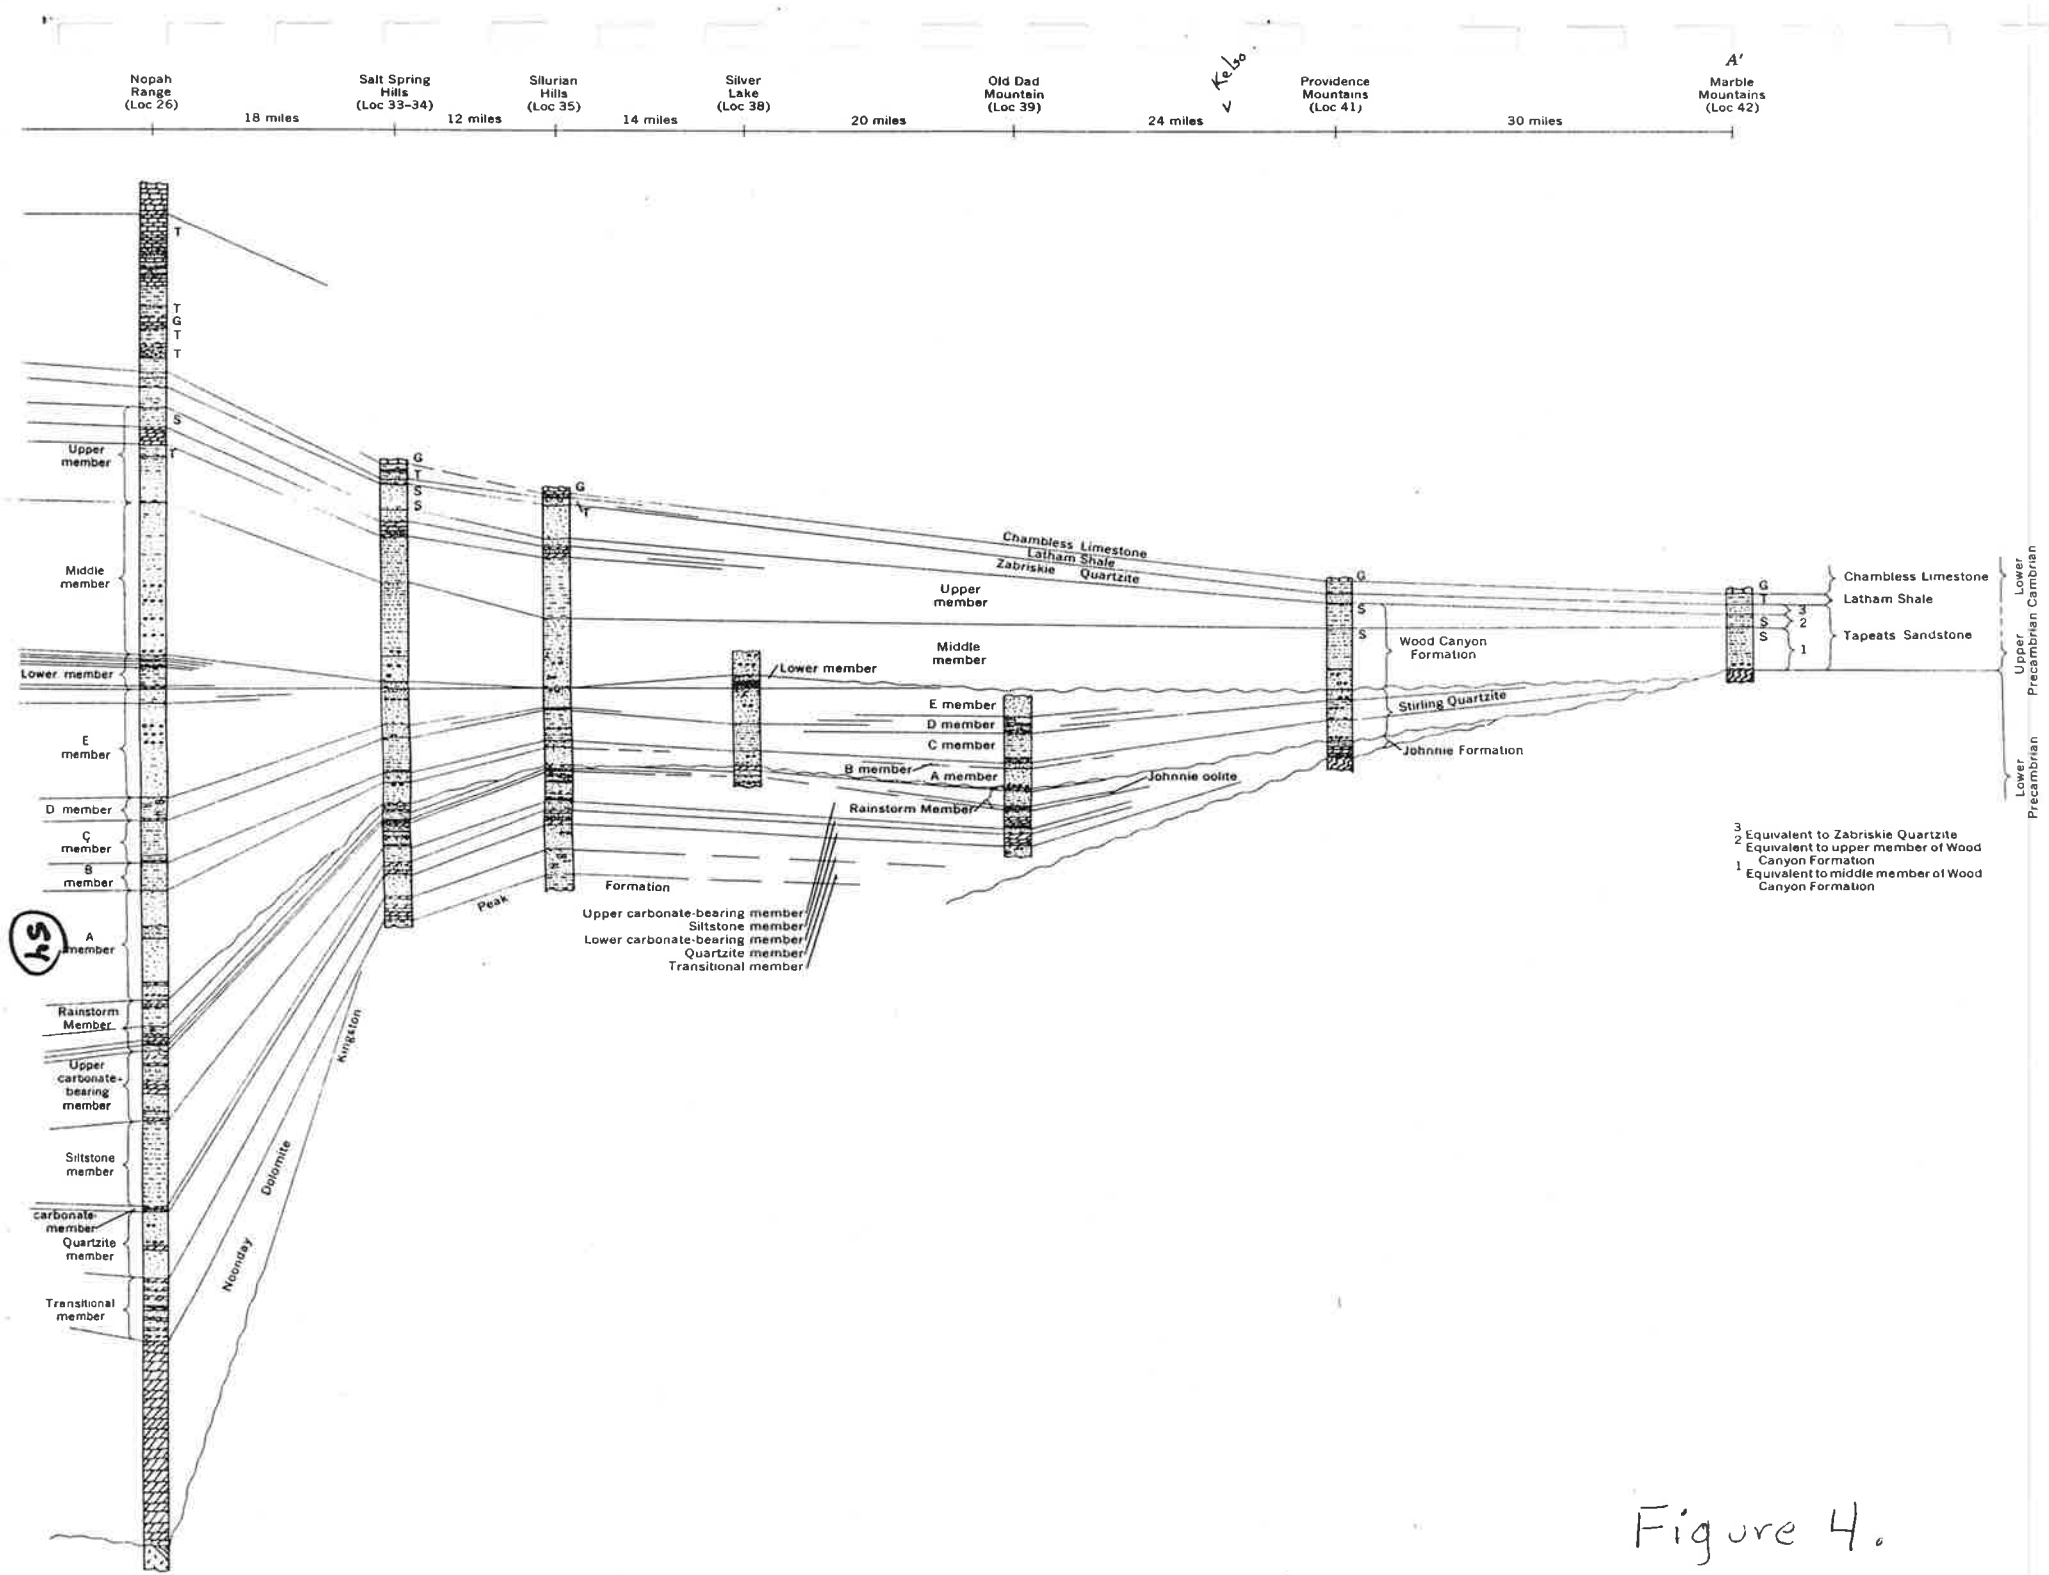 Kelso
v
A'
Nopah
Range
(Loc 26)
Salt Spring
Hills
(Loc 33-34)
Silurian
Hills
(Loc 35)
Silver
Lake
(Loc 38)
Old Dad
Mountain
(Loc 39)
Providence
Mountains
(Loc 41)
Marble
Mountains
(Loc 42)
18 miles
12 miles
14 miles
20 miles
24 miles
30 miles
T
T
G
T
T
S
T
Upper
member
Middle
member
Lower member
E
member
D member
C
member
B
member
A
member
54
Rainstorm
Member
Upper
carbonate-
bearing
member
Siltstone
member
carbonate-
member
Quartzite
member
Transitional
member
Noonday Dolomite
Kingston Peak Formation
G
T
S
S
G
T
Chambless Limestone
Latham Shale
Zabriskie Quartzite
Upper
member
Middle
member
Lower member
E member
D member
C member
B member
A member
Rainstorm Member
Johnnie oolite
Upper carbonate-bearing member
Siltstone member
Lower carbonate-bearing member
Quartzite member
Transitional member
G
S
S
Wood Canyon
Formation
Stirling Quartzite
Johnnie Formation
G
T
S
S
3
2
1
Chambless Limestone
Latham Shale
Tapeats Sandstone
Lower
Cambrian
Upper
Precambrian
Lower
Precambrian
3 Equivalent to Zabriskie Quartzite
2 Equivalent to upper member of Wood
Canyon Formation
1 Equivalent to middle member of Wood
Canyon Formation
Figure 4.